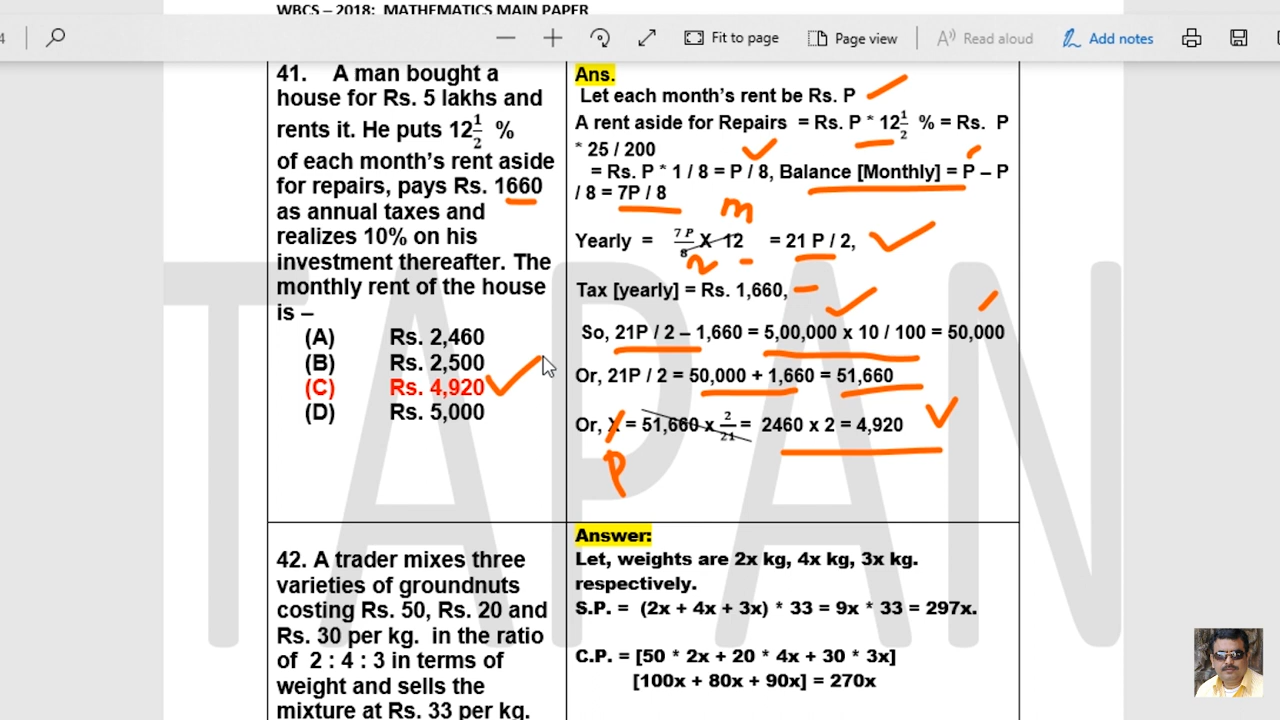 WBCS – 2018: MATHEMATICS MAIN PAPER
4
Fit to page
Page view
Read aloud
Add notes
41. A man bought a
house for Rs. 5 lakhs and
rents it. He puts 12 1/2 %
of each month's rent aside
for repairs, pays Rs. 1660
as annual taxes and
realizes 10% on his
investment thereafter. The
monthly rent of the house
is –
(A) Rs. 2,460
(B) Rs. 2,500
(C) Rs. 4,920
(D) Rs. 5,000
Ans.
Let each month's rent be Rs. P
A rent aside for Repairs = Rs. P * 12 1/2 % = Rs. P
* 25 / 200
= Rs. P * 1 / 8 = P / 8, Balance [Monthly] = P – P
/ 8 = 7P / 8
m
Yearly = 7 P/8 X 12 = 21 P / 2,
2
Tax [yearly] = Rs. 1,660,
So, 21P / 2 – 1,660 = 5,00,000 x 10 / 100 = 50,000
Or, 21P / 2 = 50,000 + 1,660 = 51,660
Or, X = 51,660 x 2/21 = 2460 x 2 = 4,920
P
42. A trader mixes three
varieties of groundnuts
costing Rs. 50, Rs. 20 and
Rs. 30 per kg. in the ratio
of 2 : 4 : 3 in terms of
weight and sells the
mixture at Rs. 33 per kg.
Answer:
Let, weights are 2x kg, 4x kg, 3x kg.
respectively.
S.P. = (2x + 4x + 3x) * 33 = 9x * 33 = 297x.
C.P. = [50 * 2x + 20 * 4x + 30 * 3x]
[100x + 80x + 90x] = 270x
TAPAN